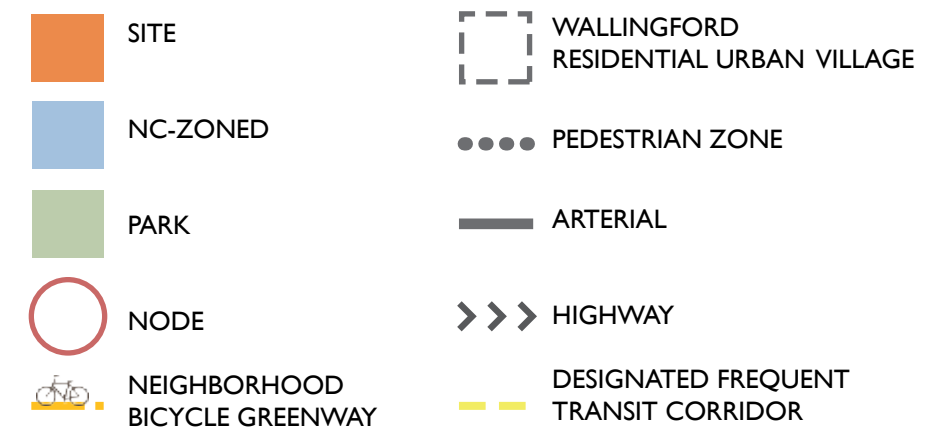 SITE
NC-ZONED
PARK
NODE
NEIGHBORHOOD
BICYCLE GREENWAY
WALLINGFORD
RESIDENTIAL URBAN VILLAGE
PEDESTRIAN ZONE
ARTERIAL
HIGHWAY
DESIGNATED FREQUENT
TRANSIT CORRIDOR